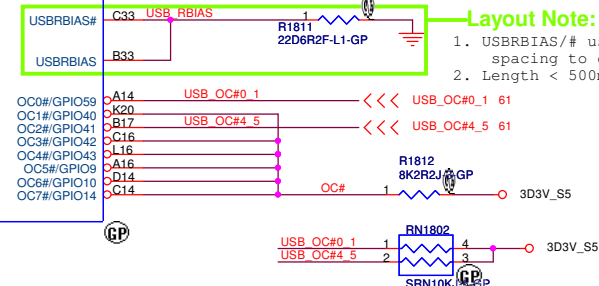 USBRBIAS# C33 USB_RBIAS
USBRBIAS B33
1
R1811
22D6R2F-L1-GP
Layout Note:
1. USBRBIAS/#
spacing to
2. Length <
OC0#/GPIO59 A14 USB_OC#0_1 USB_OC#0_1 61
OC1#/GPIO40 K20
OC2#/GPIO41 B17 USB_OC#4_5 USB_OC#4_5 61
OC3#/GPIO42 C16
OC4#/GPIO43 L16
OC5#/GPIO9 A16
OC6#/GPIO10 D14
OC7#/GPIO14 C14 OC# 1 3D3V_S5
R1812
GP
RN1802
USB_OC#0_1 1 4 3D3V_S5
USB_OC#4_5 2 3
GP